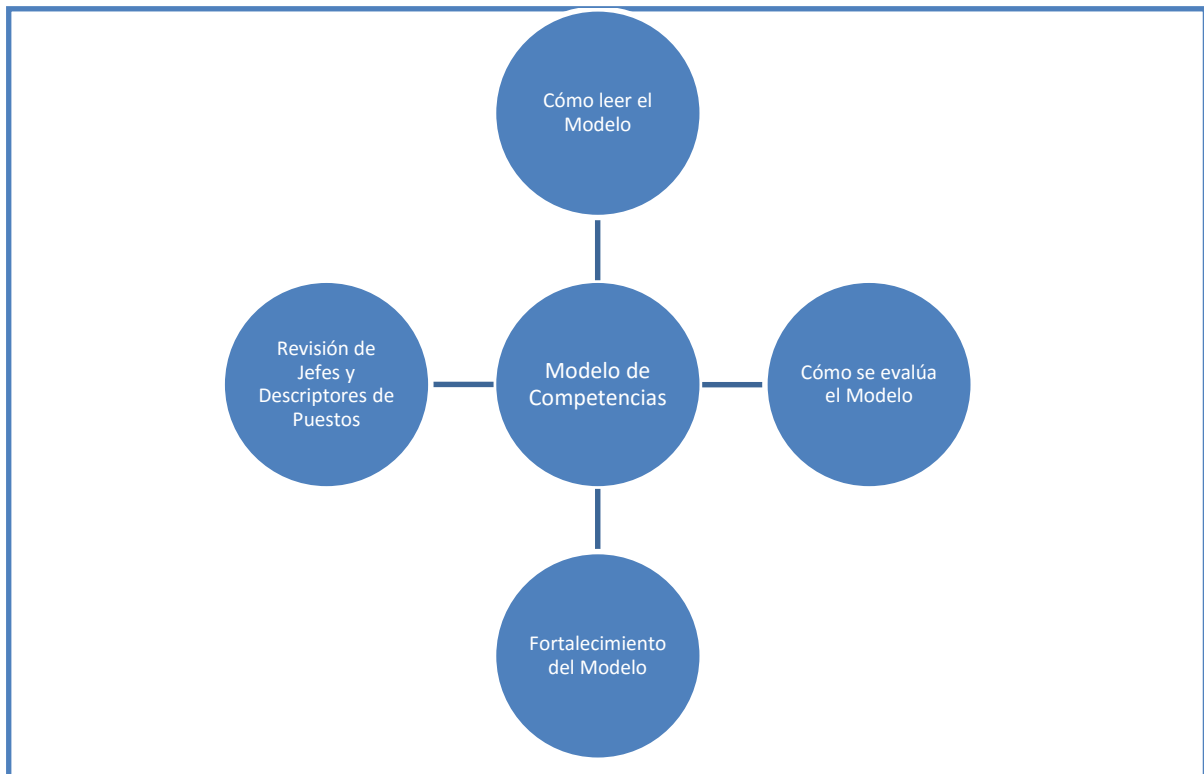 Cómo leer el
Modelo
Revisión de
Jefes y
Descriptores de
Puestos
Modelo de
Competencias
Cómo se evalúa
el Modelo
Fortalecimiento
del Modelo